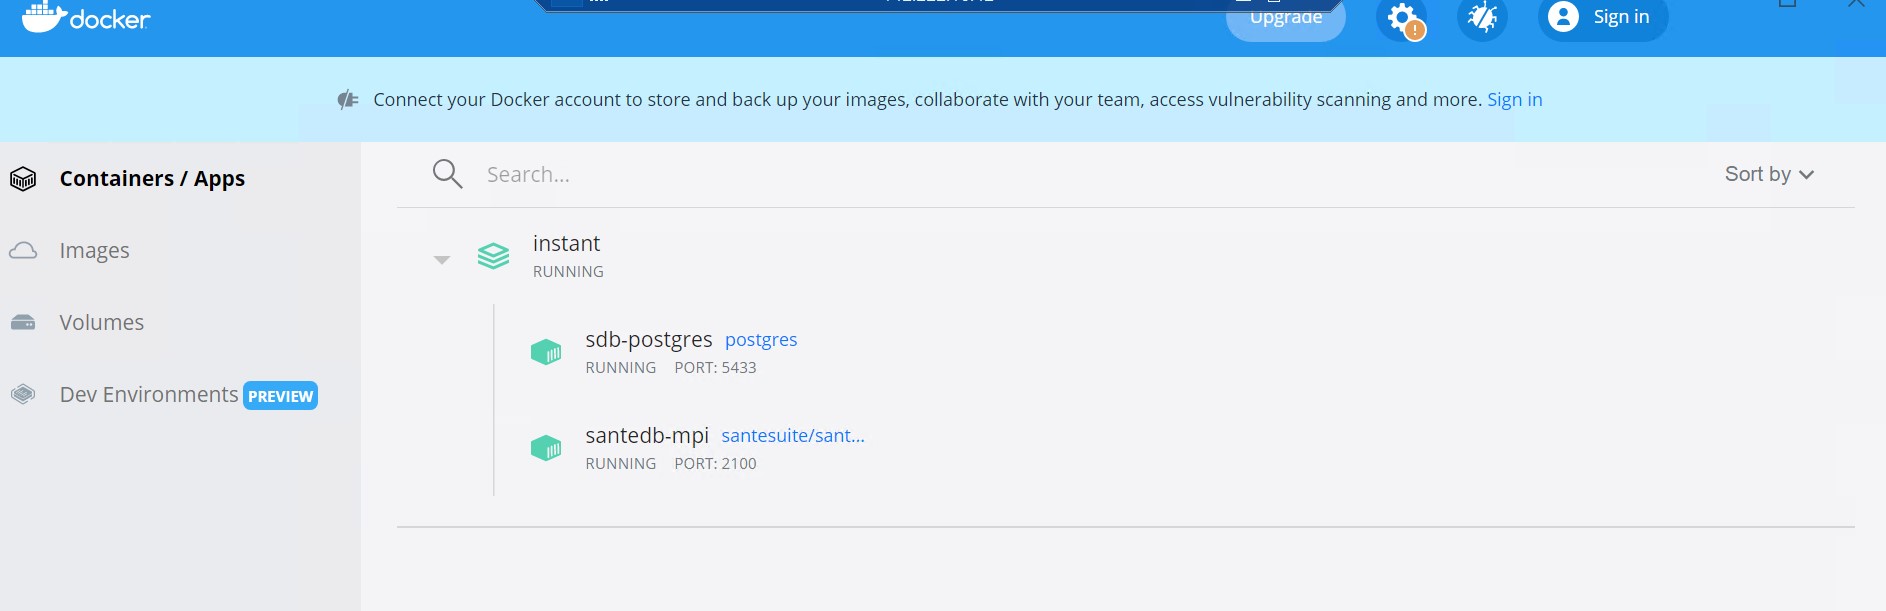 docker
Upgrade
Sign in
Connect your Docker account to store and back up your images, collaborate with your team, access vulnerability scanning and more. Sign in
Containers / Apps
Images
Volumes
Dev Environments PREVIEW
Search...
Sort by
instant
RUNNING
sdb-postgres postgres
RUNNING PORT: 5433
santedb-mpi santesuite/sant...
RUNNING PORT: 2100